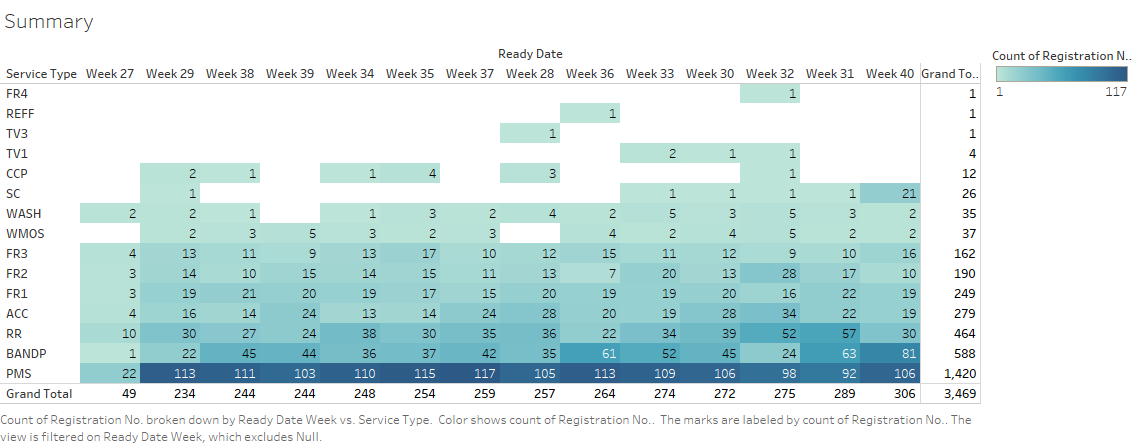 Summary
Ready Date
Count of Registration N..
Service Type Week 27 Week 29 Week 38 Week 39 Week 34 Week 35 Week 37 Week 28 Week 36 Week 33 Week 30 Week 32 Week 31 Week 40 Grand To..
1 117
FR4 1 1
REFF 1 1
TV3 1 1
TV1 2 1 1 4
CCP 2 1 1 4 3 1 12
SC 1 1 1 1 1 21 26
WASH 2 2 1 1 3 2 4 2 5 3 5 3 2 35
WMOS 2 3 5 3 2 3 4 2 4 5 2 2 37
FR3 4 13 11 9 13 17 10 12 15 11 12 9 10 16 162
FR2 3 14 10 15 14 15 11 13 7 20 13 28 17 10 190
FR1 3 19 21 20 19 17 15 20 19 19 20 16 22 19 249
ACC 4 16 14 24 13 14 24 28 20 19 28 34 22 19 279
RR 10 30 27 24 38 30 35 36 22 34 39 52 57 30 464
BANDP 1 22 45 44 36 37 42 35 61 52 45 24 63 81 588
PMS 22 113 111 103 110 115 117 105 113 109 106 98 92 106 1,420
Grand Total 49 234 244 244 248 254 259 257 264 274 272 275 289 306 3,469
Count of Registration No. broken down by Ready Date Week vs. Service Type.  Color shows count of Registration No..  The marks are labeled by count of Registration No.. The
view is filtered on Ready Date Week, which excludes Null.